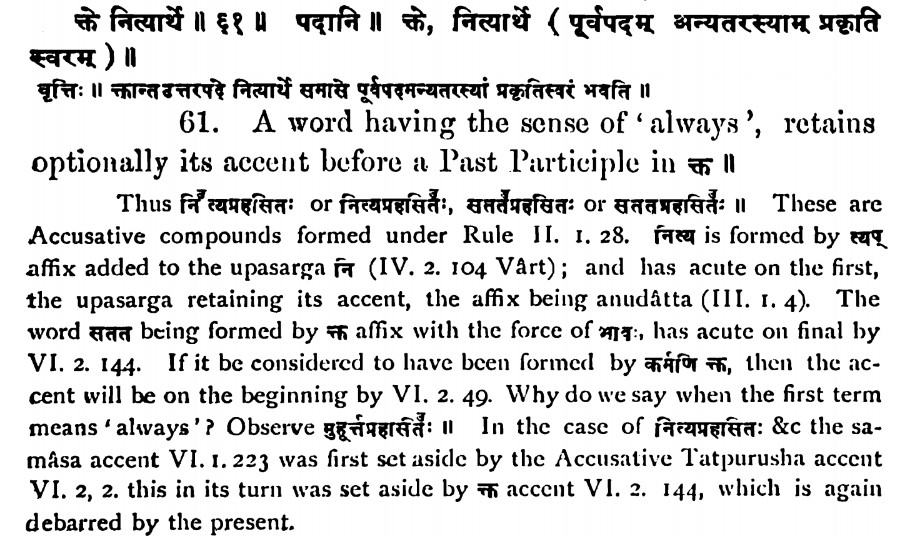 क्ते नित्यार्थे ॥ ६१ ॥ पदानि ॥ क्ते, नित्यार्थे ( पूर्वपदम् अन्यतरस्याम् प्रकृति
स्वरम् ) ॥
वृत्तिः ॥ क्तान्तउत्तरपदे नित्यार्थे समासे पूर्वपदमन्यतरस्यां प्रकृतिस्वरं भवति ॥
61. A word having the sense of ‘always’, retains
optionally its accent before a Past Participle in क्त ॥
Thus नि॑त्यप्रहसितः or नित्यप्रहसितः॑, सतत॑प्रहसितः or सततप्रहसितः॑ ॥ These are
Accusative compounds formed under Rule II. 1. 28. नित्य is formed by त्यप्
affix added to the upasarga नि (IV. 2. 104 Vârt); and has acute on the first,
the upasarga retaining its accent, the affix being anudâtta (III. 1. 4). The
word सतत being formed by क्त affix with the force of भावः, has acute on final by
VI. 2. 144. If it be considered to have been formed by कर्मणि क्त, then the ac-
cent will be on the beginning by VI. 2. 49. Why do we say when the first term
means ‘always’? Observe मुहूर्त्तप्रहसितः॑ ॥ In the case of नित्यप्रहसितः &c the sa-
mâsa accent VI. 1. 223 was first set aside by the Accusative Tatpurusha accent
VI. 2, 2. this in its turn was set aside by क्त accent VI. 2. 144, which is again
debarred by the present.